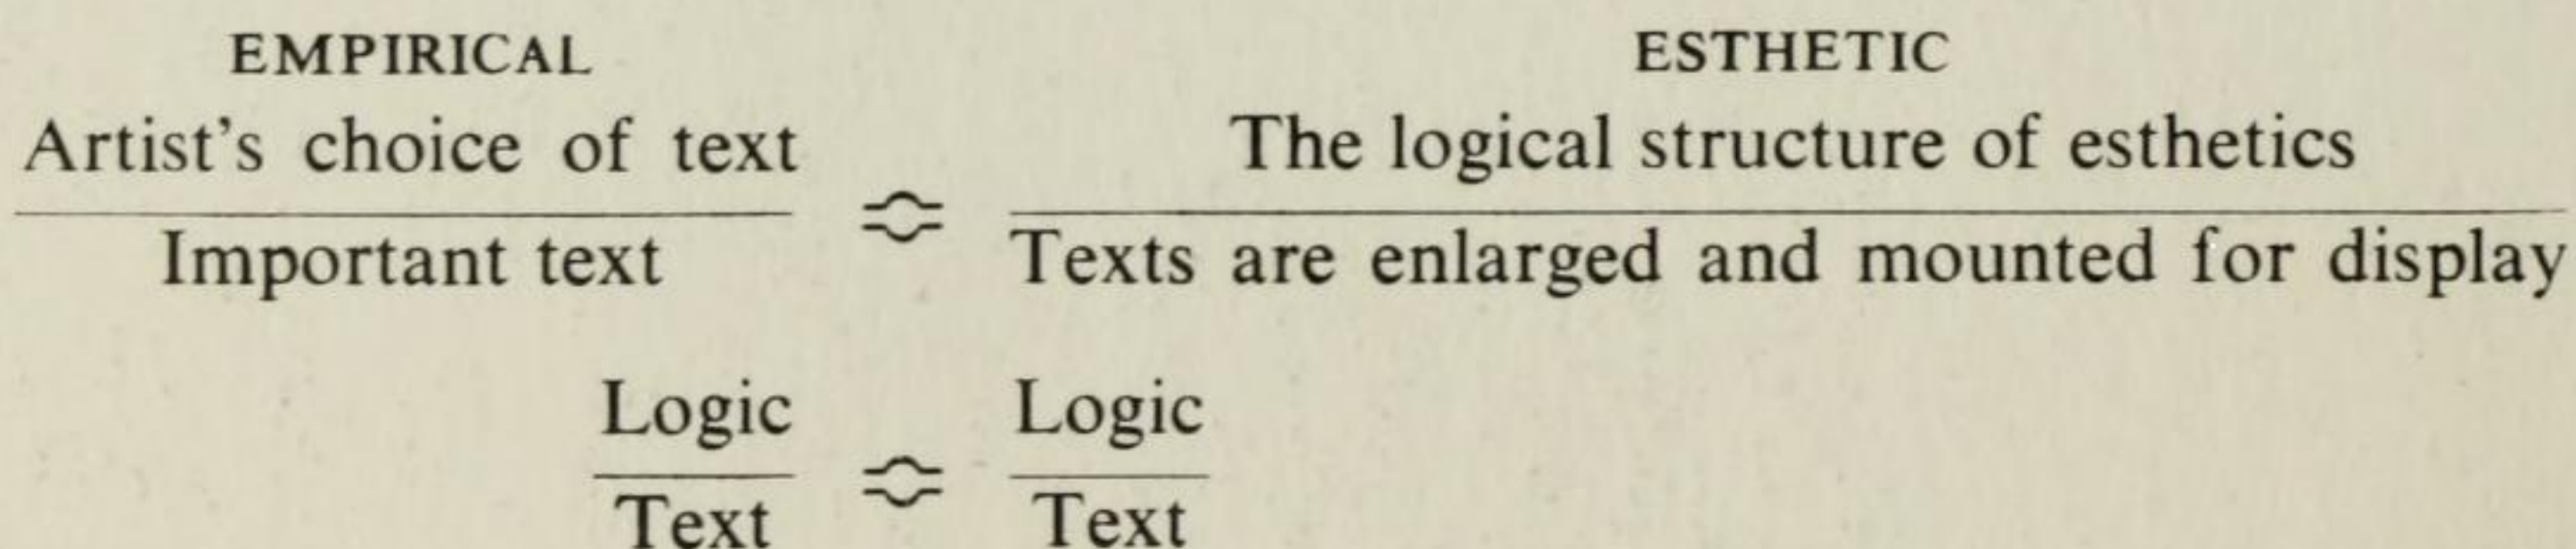 EMPIRICAL ESTHETIC
Artist's choice of text The logical structure of esthetics
≎
Important text Texts are enlarged and mounted for display
Logic Logic
≎
Text Text